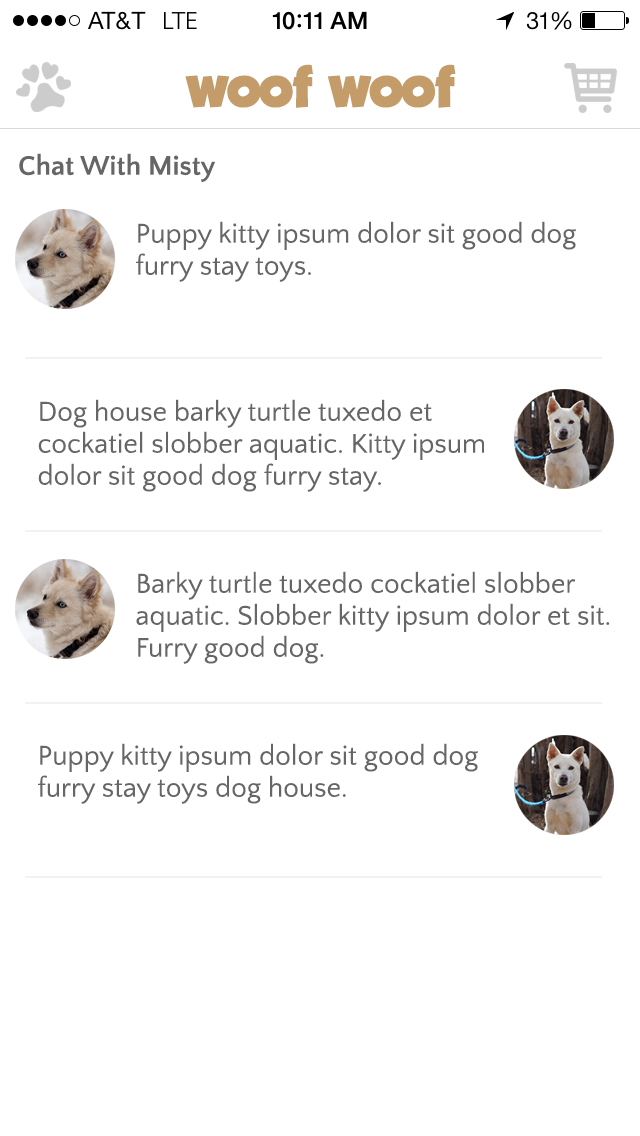 AT&T LTE 10:11 AM 31%
woof woof
Chat With Misty
Puppy kitty ipsum dolor sit good dog
furry stay toys.
Dog house barky turtle tuxedo et
cockatiel slobber aquatic. Kitty ipsum
dolor sit good dog furry stay.
Barky turtle tuxedo cockatiel slobber
aquatic. Slobber kitty ipsum dolor et sit.
Furry good dog.
Puppy kitty ipsum dolor sit good dog
furry stay toys dog house.